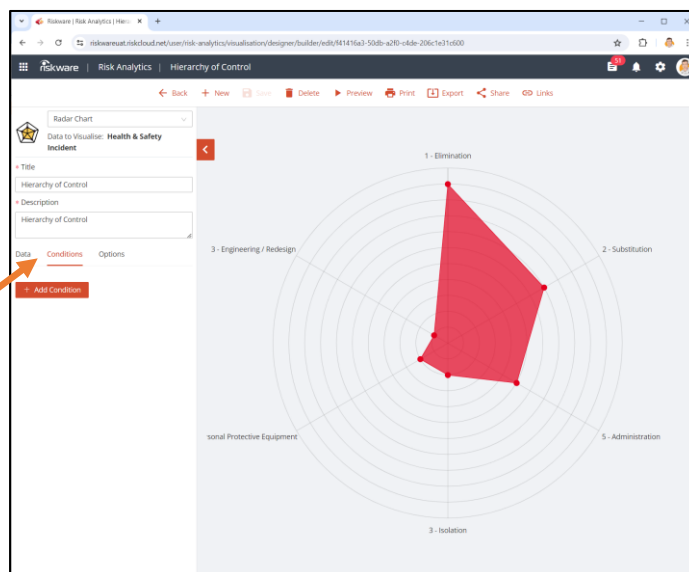 Riskware | Risk Analytics | Hiera
riskwareuat.riskcloud.net/user/risk-analytics/visualisation/designer/builder/edit/f41416a3-50db-a2f0-c4de-206c1e31c600
riskware | Risk Analytics | Hierarchy of Control
53
Back New Save Delete Preview Print Export Share Links
Radar Chart
Data to Visualise: Health & Safety
Incident
* Title
Hierarchy of Control
* Description
Hierarchy of Control
Data Conditions Options
+ Add Condition
1 - Elimination
3 - Engineering / Redesign
2 - Substitution
sonal Protective Equipment
5 - Administration
3 - Isolation